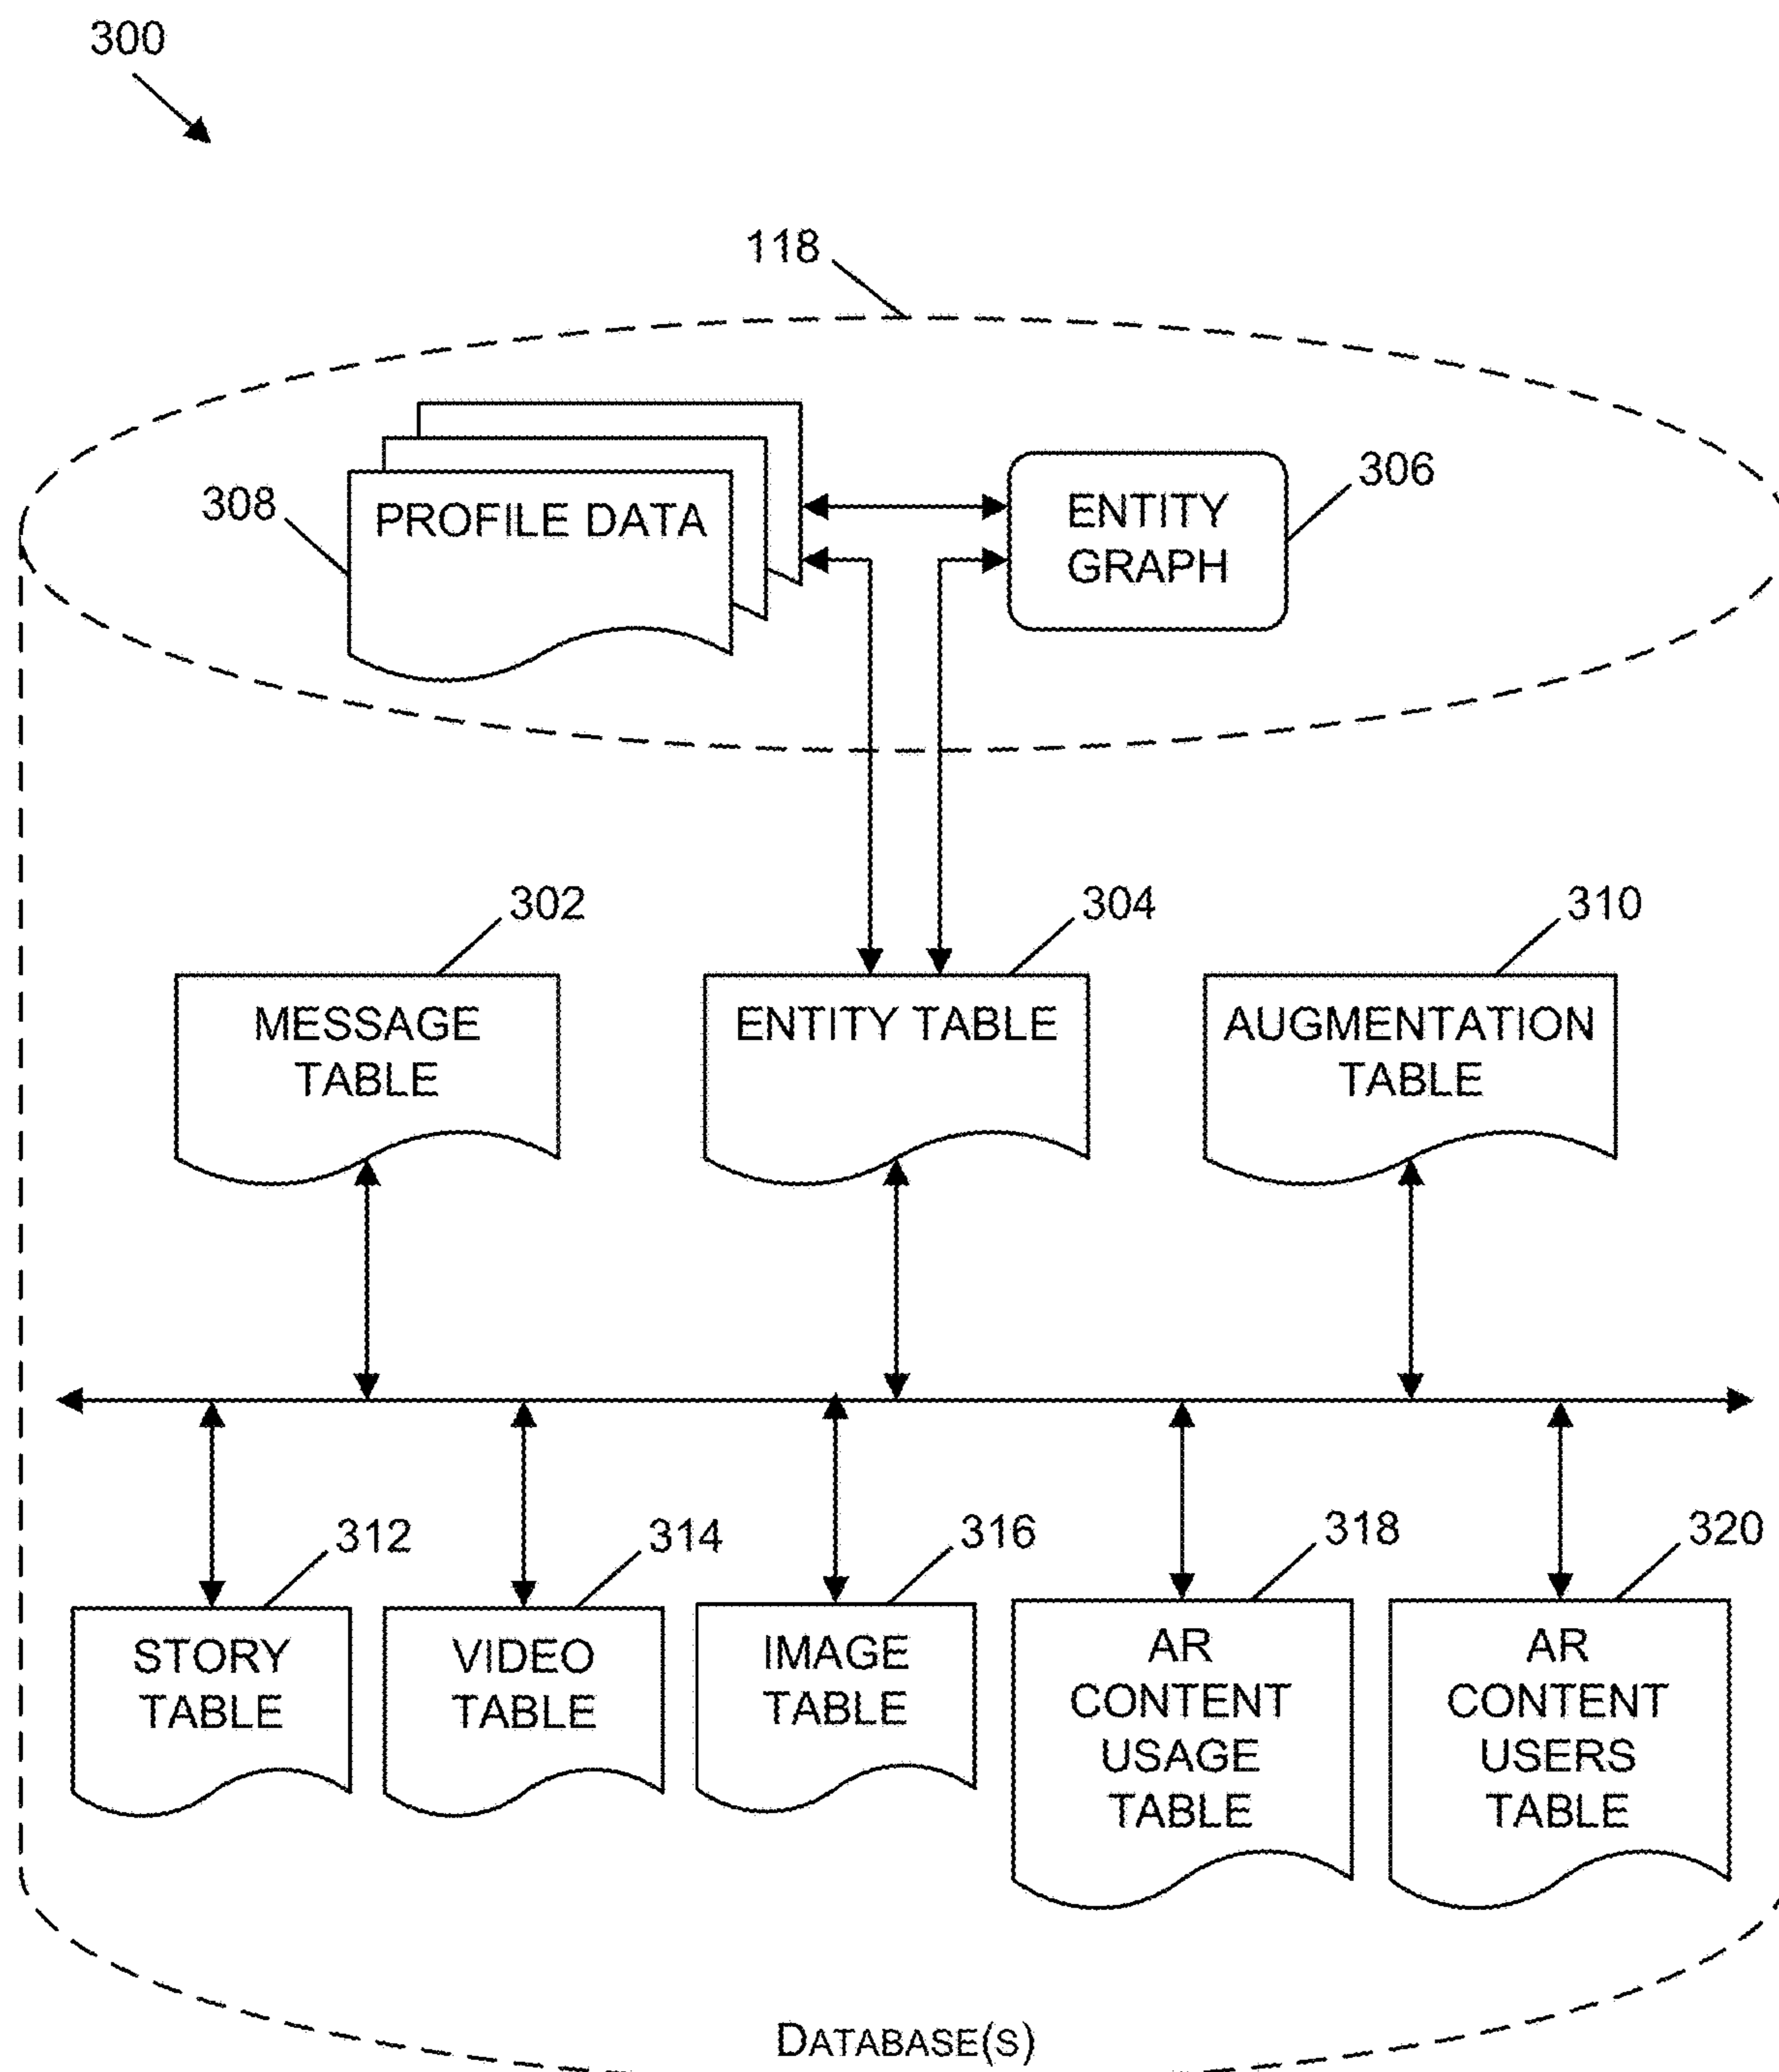 300
118
308
PROFILE DATA
ENTITY
GRAPH
306
302
304
310
MESSAGE
TABLE
ENTITY TABLE
AUGMENTATION
TABLE
312
314
316
318
320
STORY
TABLE
VIDEO
TABLE
IMAGE
TABLE
AR
CONTENT
USAGE
TABLE
AR
CONTENT
USERS
TABLE
DATABASE(S)